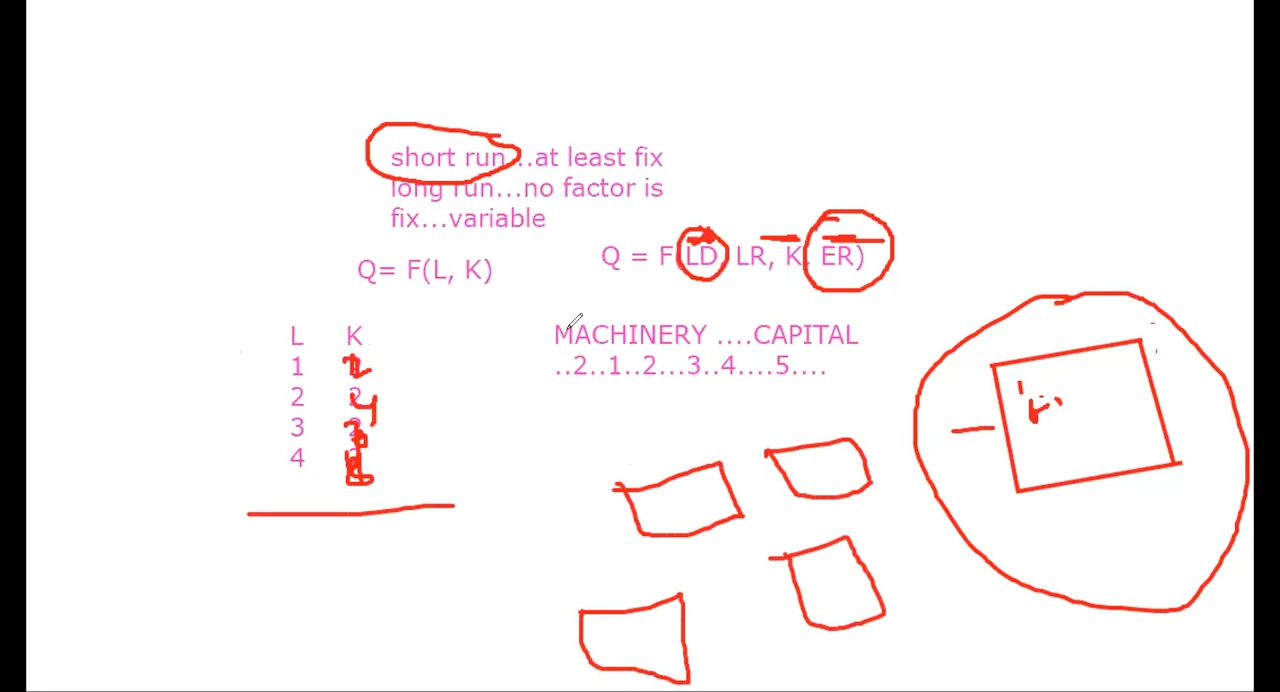 short run...at least fix
long run...no factor is
fix...variable
Q = F(LD, LR, K, ER)
Q= F(L, K)
L K
MACHINERY ....CAPITAL
1
..2..1..2...3..4....5....
2 2
3
4